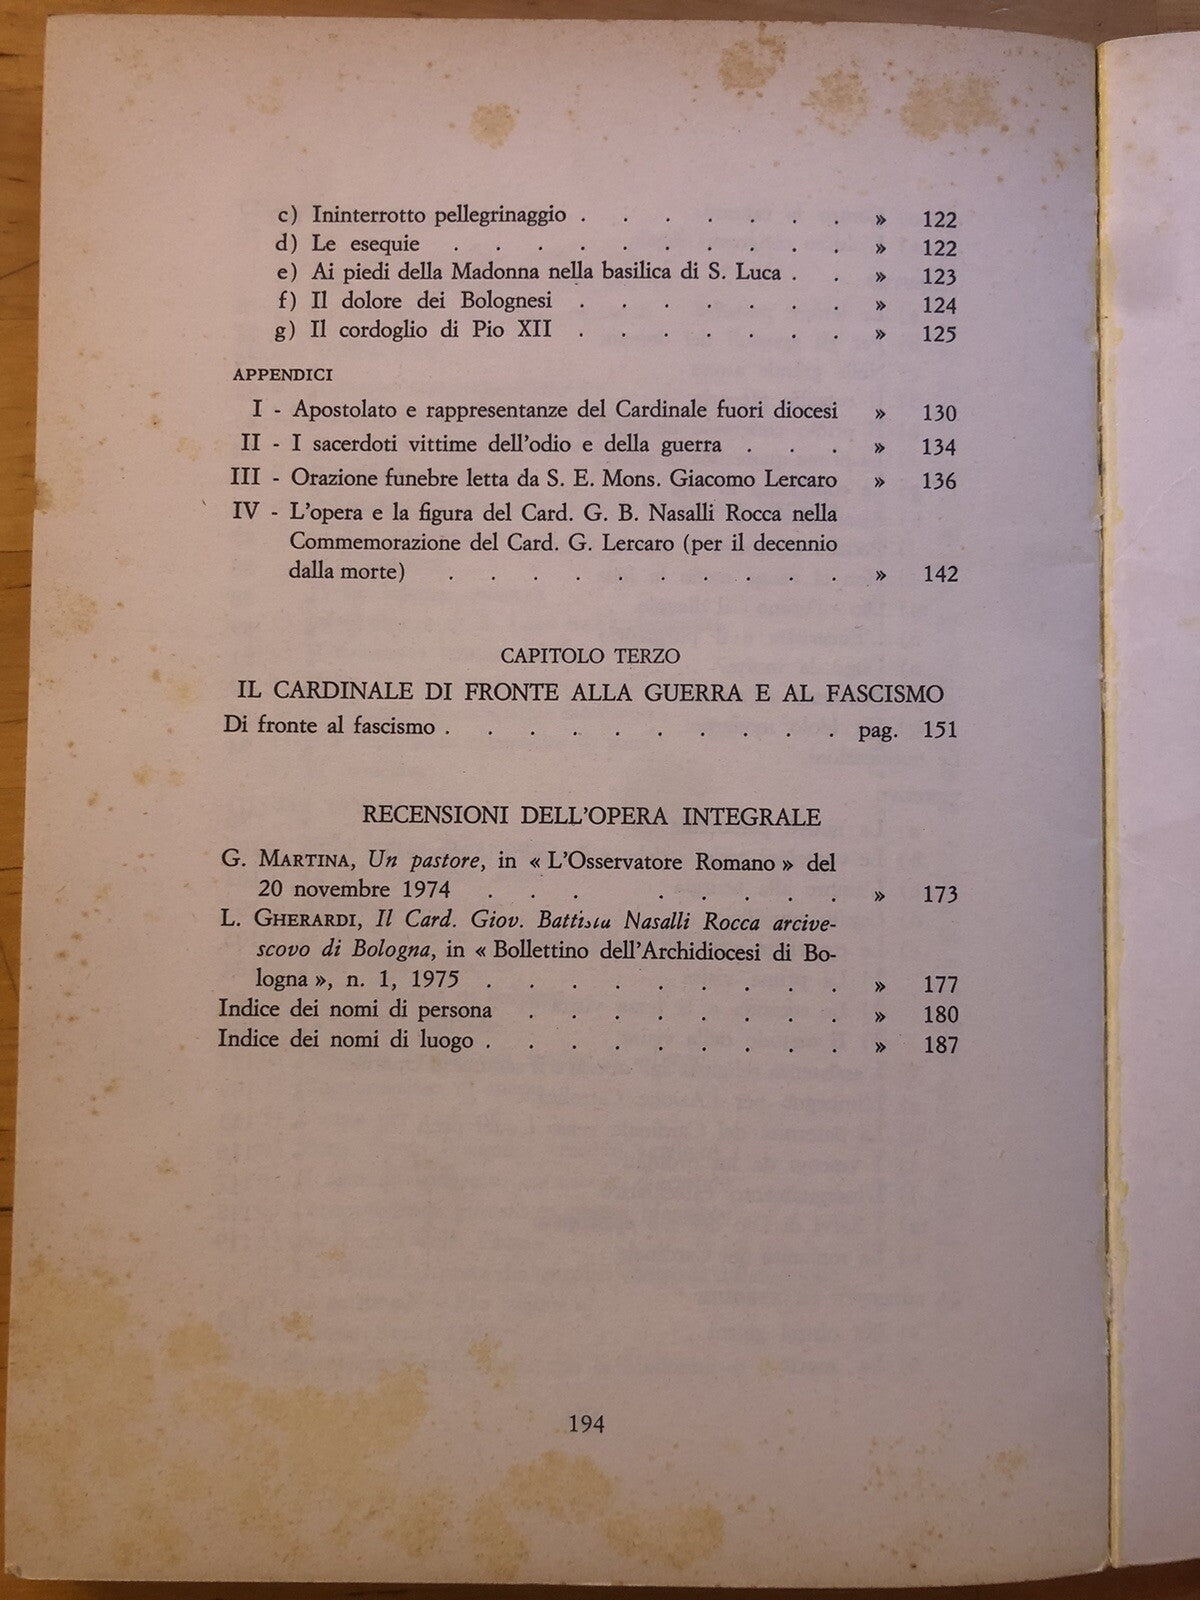 c) Ininterrotto pellegrinaggio . . . . . . . » 122
d) Le esequie . . . . . . . . . . » 122
e) Ai piedi della Madonna nella basilica di S. Luca . . » 123
f) Il dolore dei Bolognesi . . . . . . . » 124
g) Il cordoglio di Pio XII . . . . . . . » 125
APPENDICI
I - Apostolato e rappresentanze del Cardinale fuori diocesi » 130
II - I sacerdoti vittime dell'odio e della guerra . . . » 134
III - Orazione funebre letta da S. E. Mons. Giacomo Lercaro » 136
IV - L'opera e la figura del Card. G. B. Nasalli Rocca nella
Commemorazione del Card. G. Lercaro (per il decennio
dalla morte) . . . . . . . . . . » 142
CAPITOLO TERZO
IL CARDINALE DI FRONTE ALLA GUERRA E AL FASCISMO
Di fronte al fascismo . . . . . . . . . . pag. 151
RECENSIONI DELL'OPERA INTEGRALE
G. MARTINA, Un pastore, in « L'Osservatore Romano » del
20 novembre 1974 . . . . . . . . » 173
L. GHERARDI, Il Card. Giov. Battista Nasalli Rocca arcive-
scovo di Bologna, in « Bollettino dell'Archidiocesi di Bo-
logna », n. 1, 1975 . . . . . . . . . » 177
Indice dei nomi di persona . . . . . . . . » 180
Indice dei nomi di luogo . . . . . . . . . » 187
194